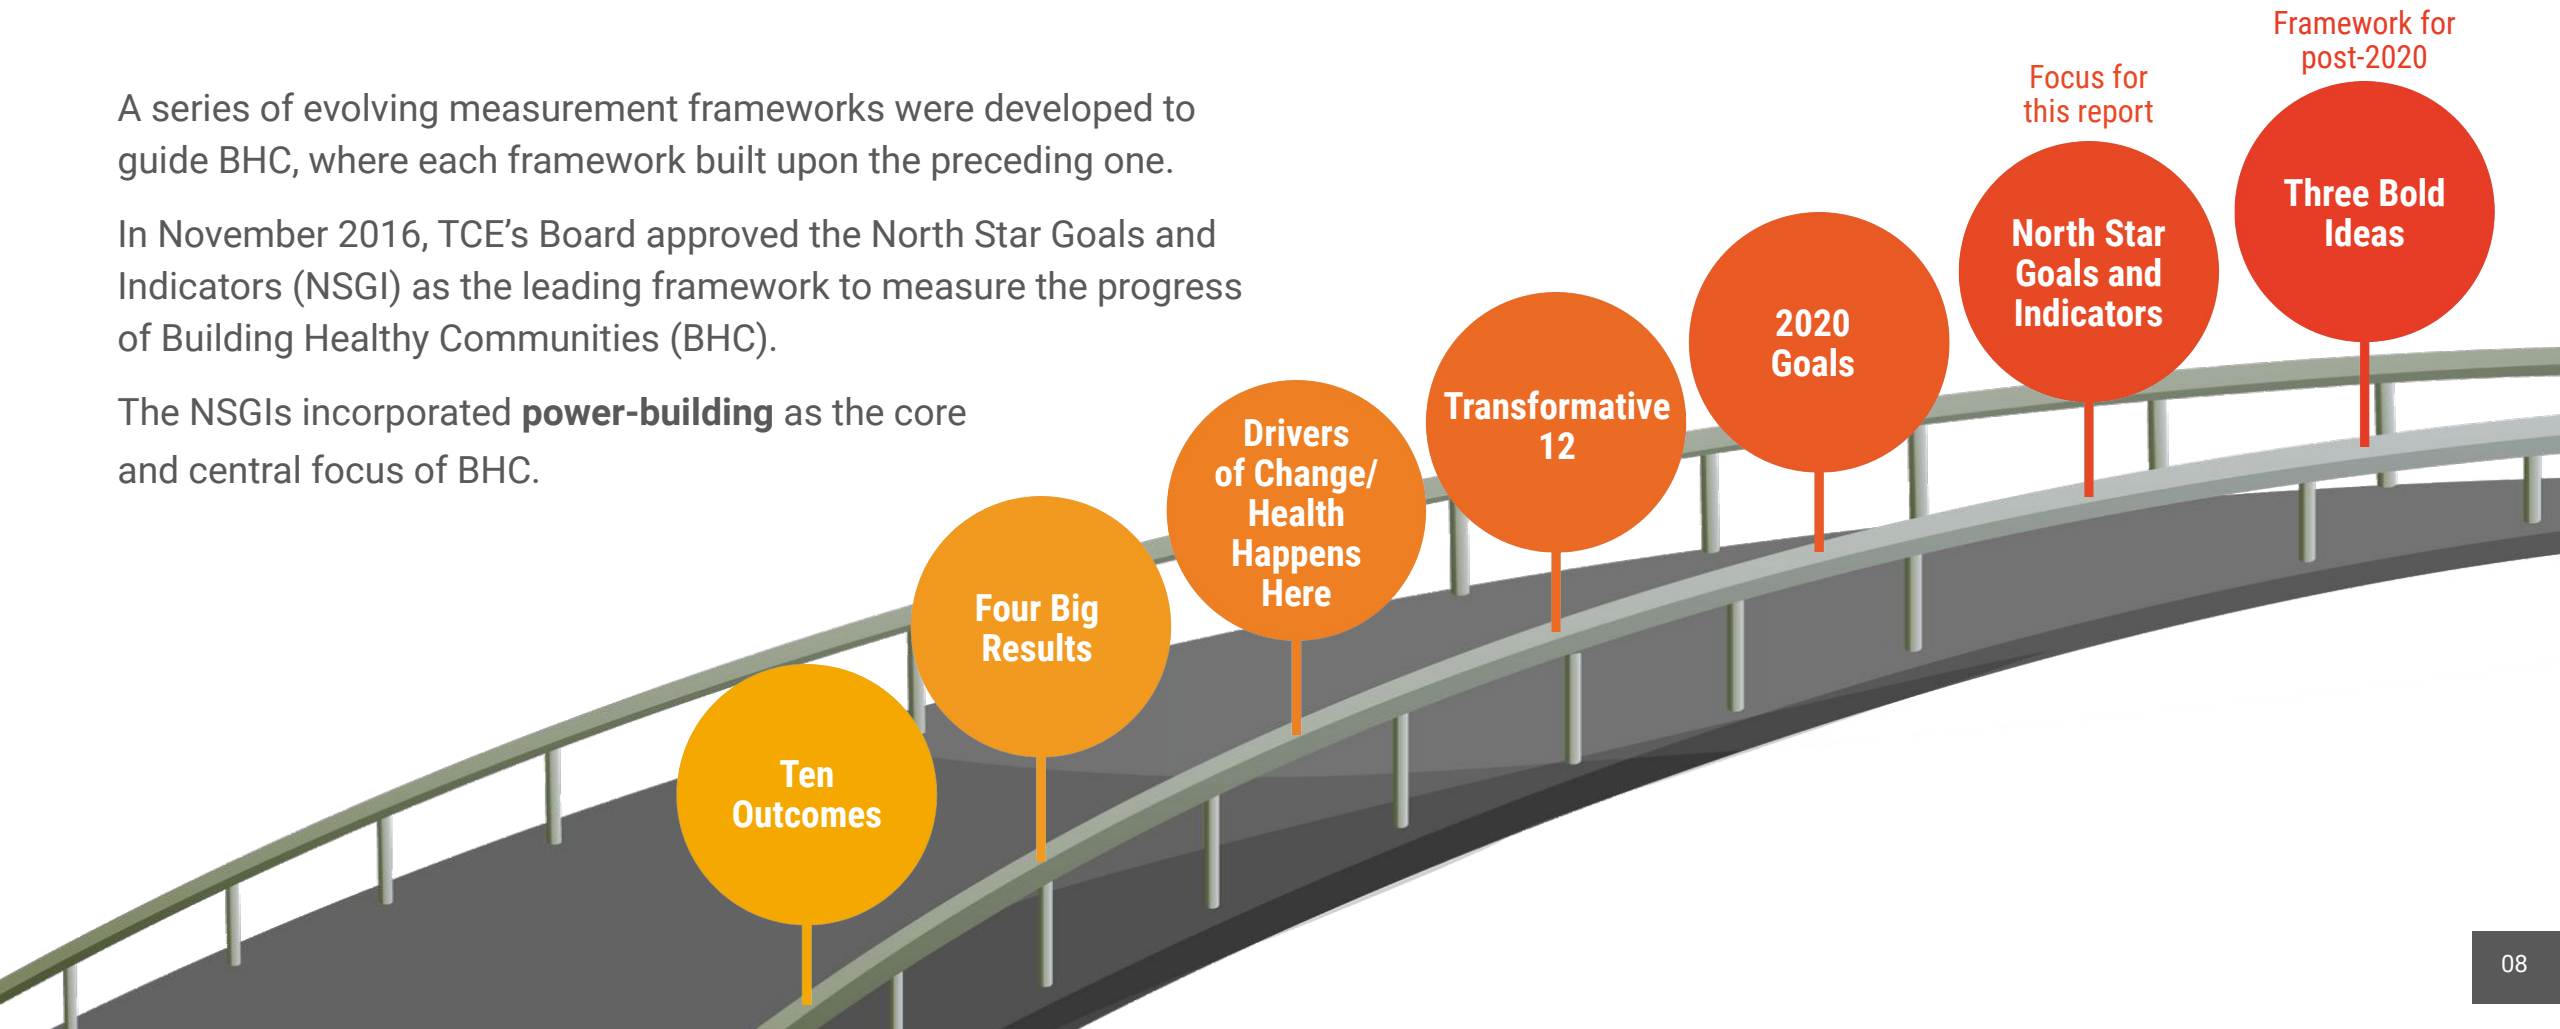 A series of evolving measurement frameworks were developed to
guide BHC, where each framework built upon the preceding one.
In November 2016, TCE’s Board approved the North Star Goals and
Indicators (NSGI) as the leading framework to measure the progress
of Building Healthy Communities (BHC).
The NSGIs incorporated power-building as the core
and central focus of BHC.
Ten
Outcomes
Four Big
Results
Drivers
of Change/
Health
Happens
Here
Transformative
12
2020
Goals
Focus for
this report
North Star
Goals and
Indicators
Framework for
post-2020
Three Bold
Ideas
08